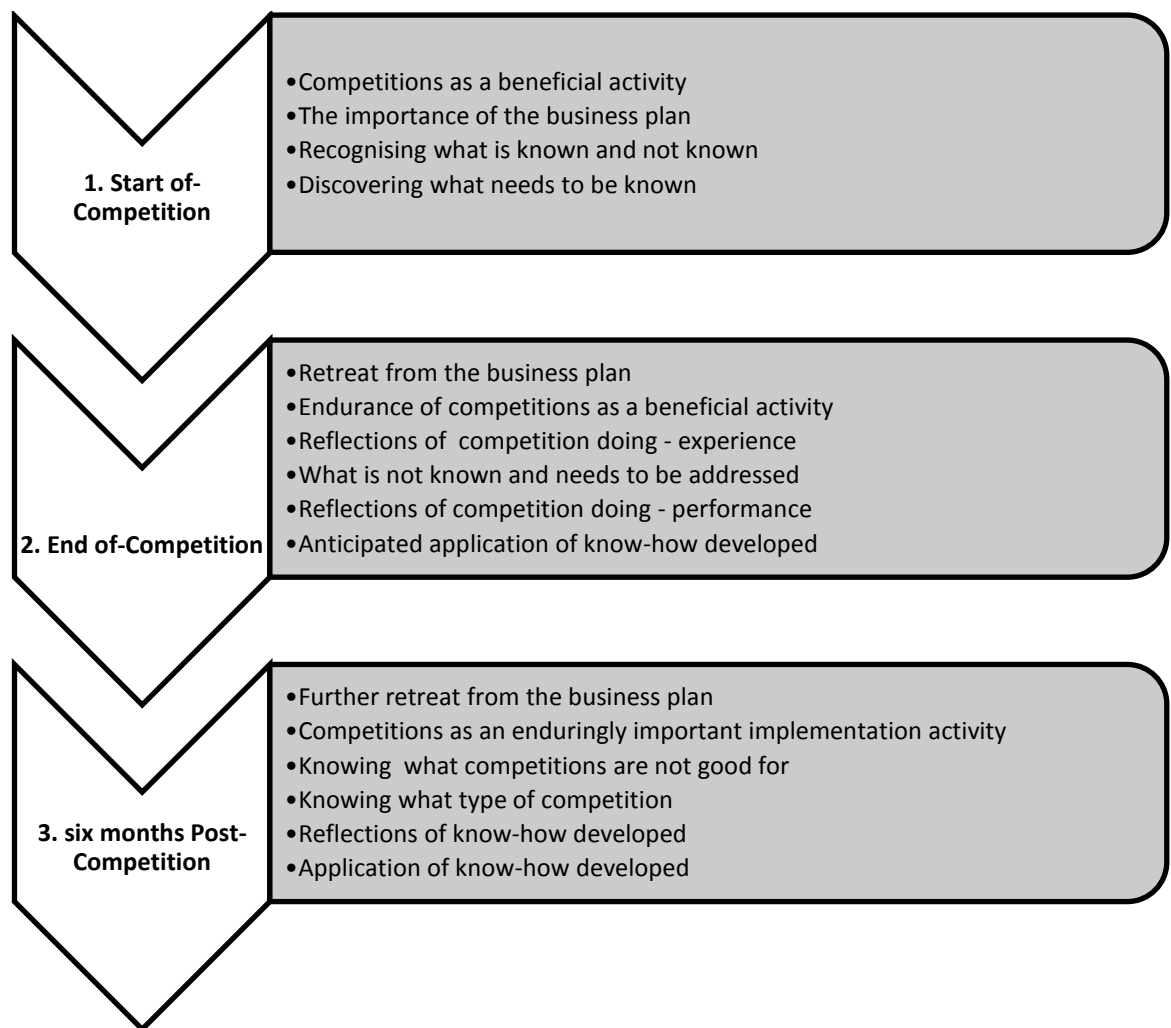 1. Start of-
Competition
•Competitions as a beneficial activity
•The importance of the business plan
•Recognising what is known and not known
•Discovering what needs to be known
2. End of-Competition
•Retreat from the business plan
•Endurance of competitions as a beneficial activity
•Reflections of  competition doing - experience
•What is not known and needs to be addressed
•Reflections of competition doing - performance
•Anticipated application of know-how developed
3. six months Post-
Competition
•Further retreat from the business plan
•Competitions as an enduringly important implementation activity
•Knowing  what competitions are not good for
•Knowing what type of competition
•Reflections of know-how developed
•Application of know-how developed